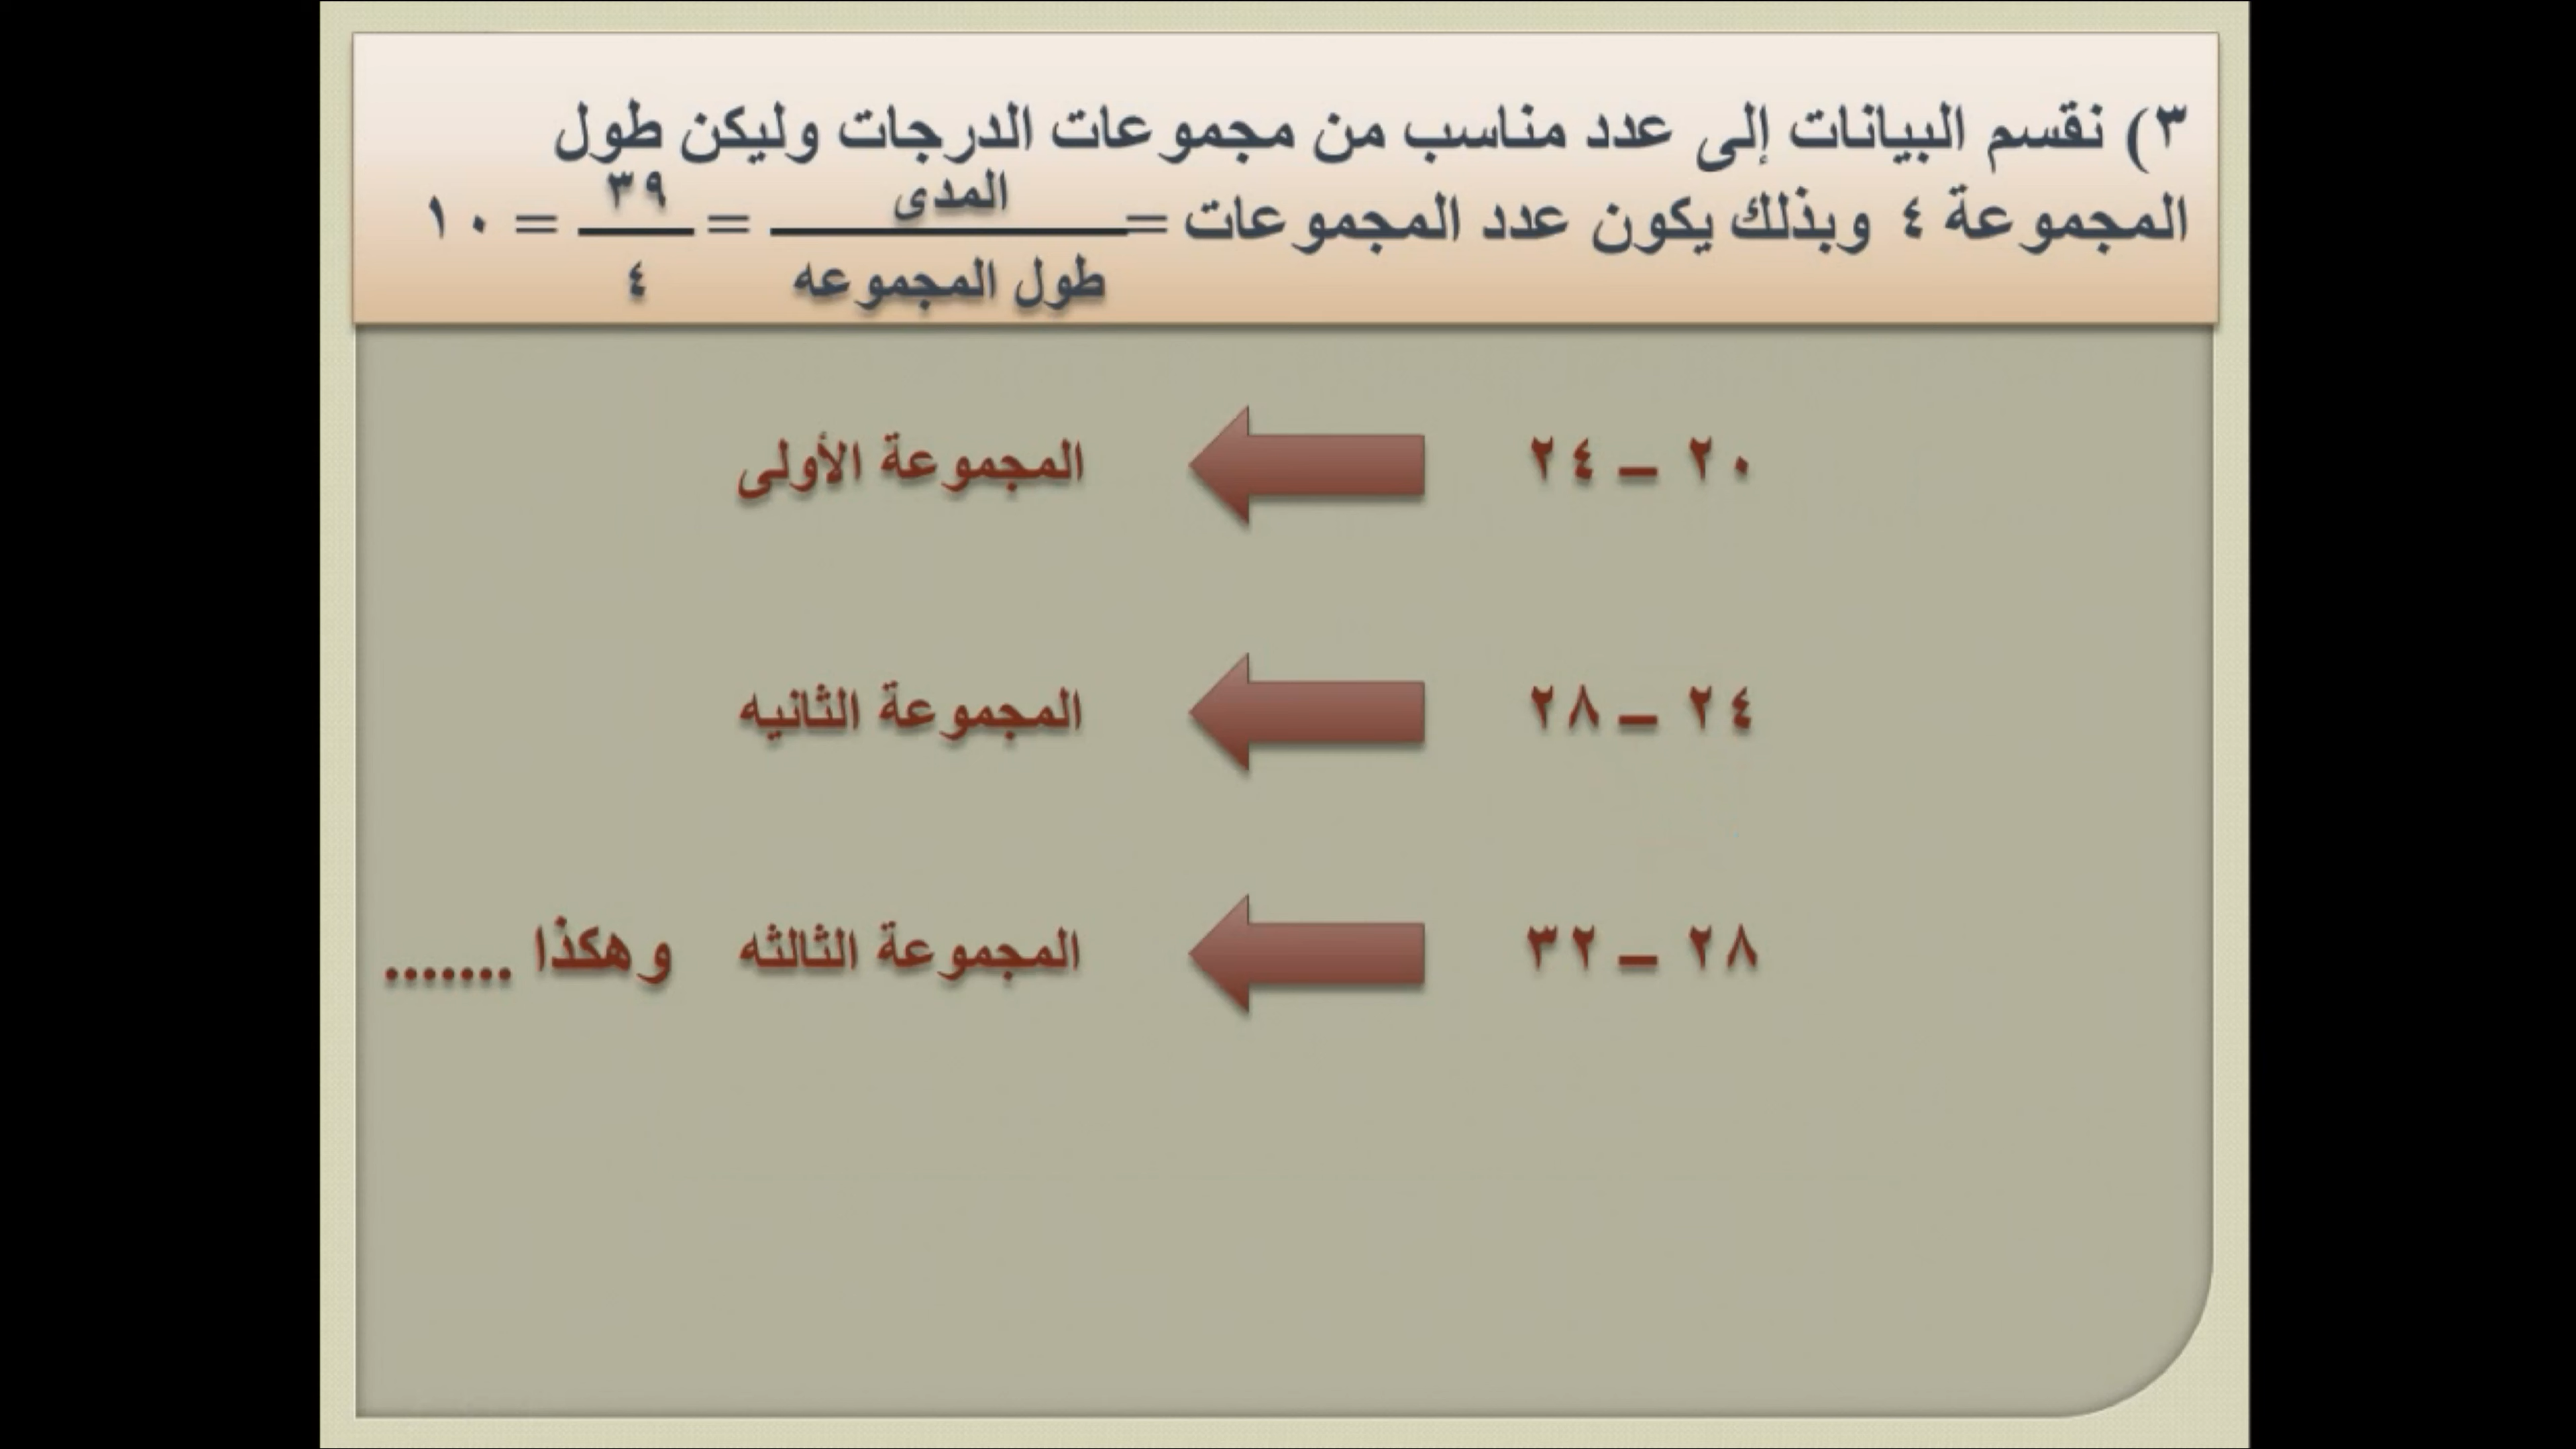 ٣) نقسم البيانات إلى عدد مناسب من مجموعات الدرجات وليكن طول
المجموعة ٤ وبذلك يكون عدد المجموعات = المدى / طول المجموعه = ٣٩ / ٤ = ١٠
٢٠ – ٢٤ المجموعة الأولى
٢٤ – ٢٨ المجموعة الثانيه
٢٨ – ٣٢ المجموعة الثالثه وهكذا .......